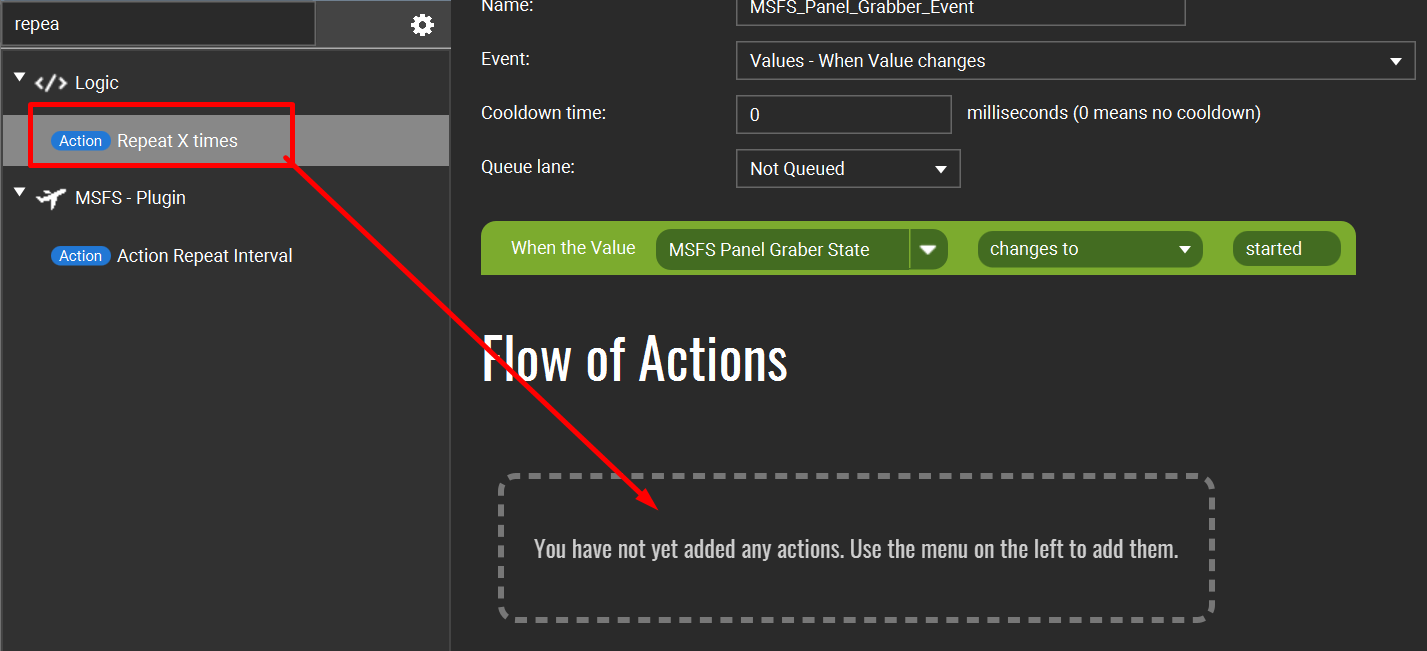 repea
Logic
Action Repeat X times
MSFS - Plugin
Action Action Repeat Interval
Name: MSFS_Panel_Grabber_Event
Event: Values - When Value changes
Cooldown time: 0 milliseconds (0 means no cooldown)
Queue lane: Not Queued
When the Value MSFS Panel Graber State changes to started
Flow of Actions
You have not yet added any actions. Use the menu on the left to add them.